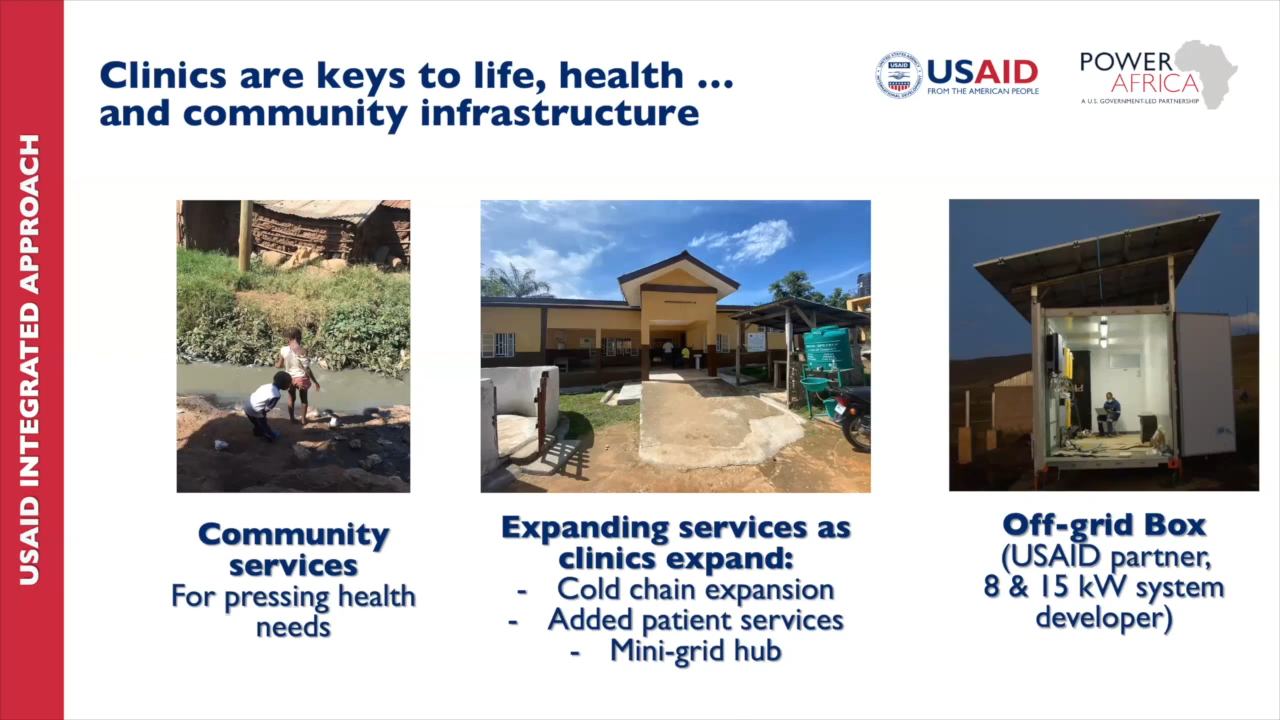 USAID INTEGRATED APPROACH
Clinics are keys to life, health ...
and community infrastructure
USAID
USAID
FROM THE AMERICAN PEOPLE
POWER
AFRICA
A U.S. GOVERNMENT-LED PARTNERSHIP
Community
services
For pressing health
needs
Expanding services as
clinics expand:
- Cold chain expansion
- Added patient services
- Mini-grid hub
Off-grid Box
(USAID partner,
8 & 15 kW system
developer)